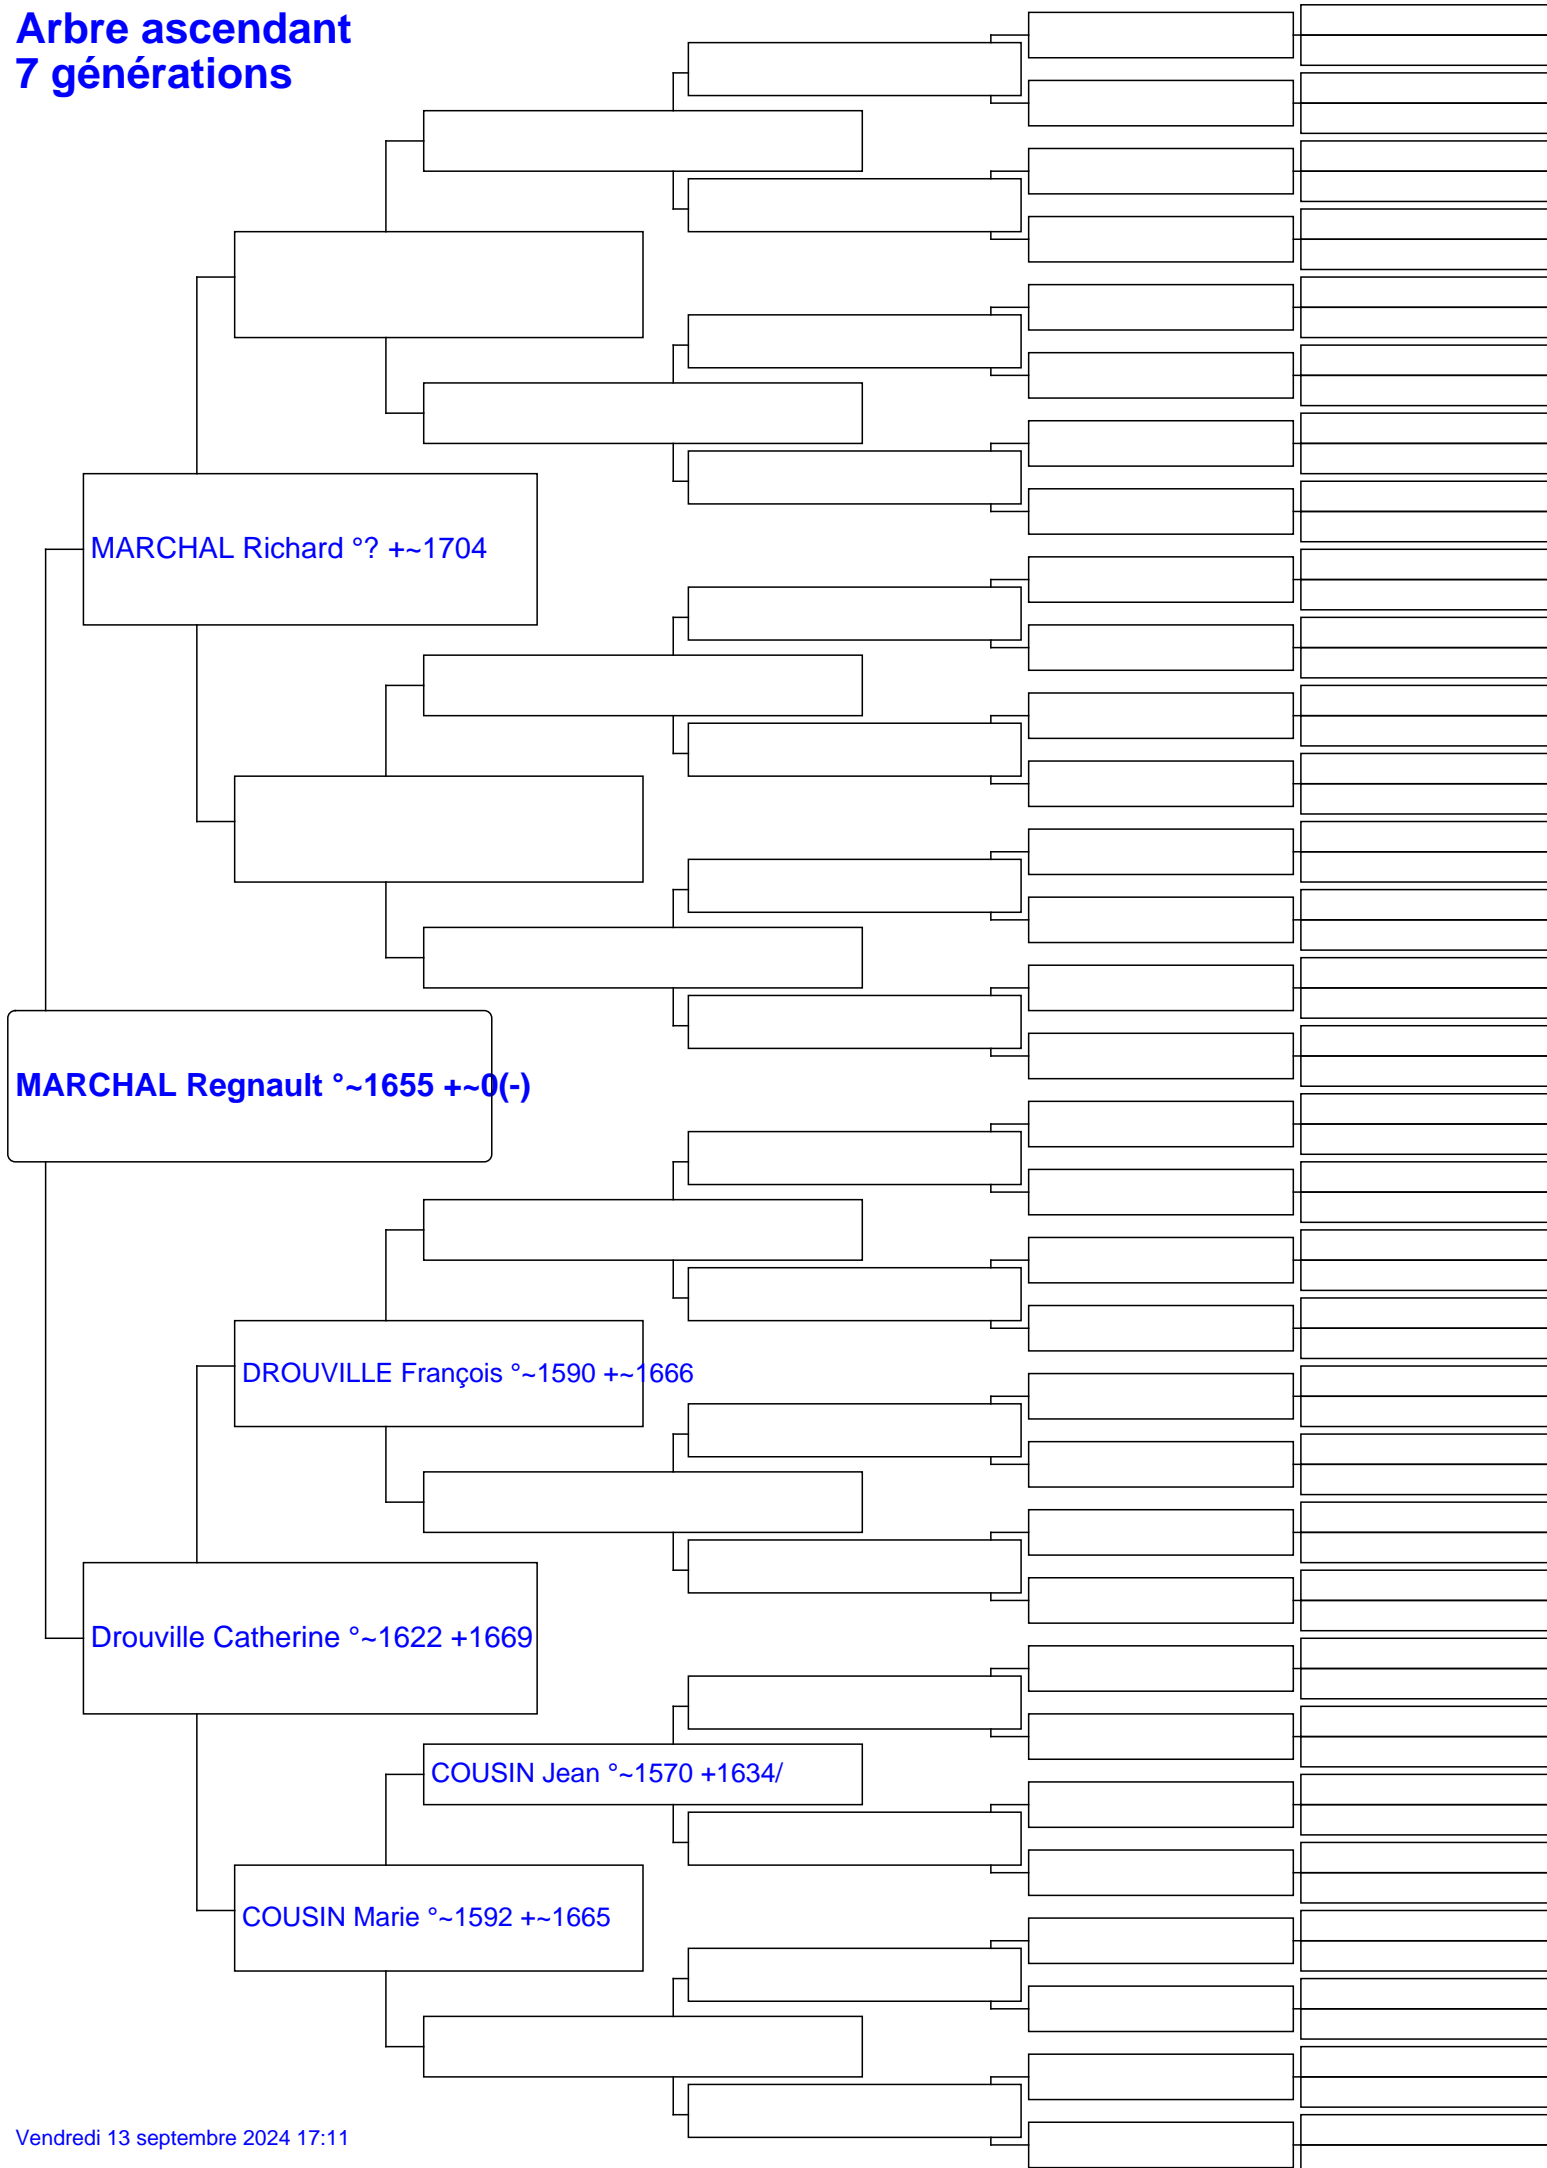 Arbre ascendant
7 générations
MARCHAL Richard °? +~1704
MARCHAL Regnault °~1655 +~0(-)
DROUVILLE François °~1590 +~1666
Drouville Catherine °~1622 +1669
COUSIN Jean °~1570 +1634/
COUSIN Marie °~1592 +~1665
Vendredi 13 septembre 2024 17:11